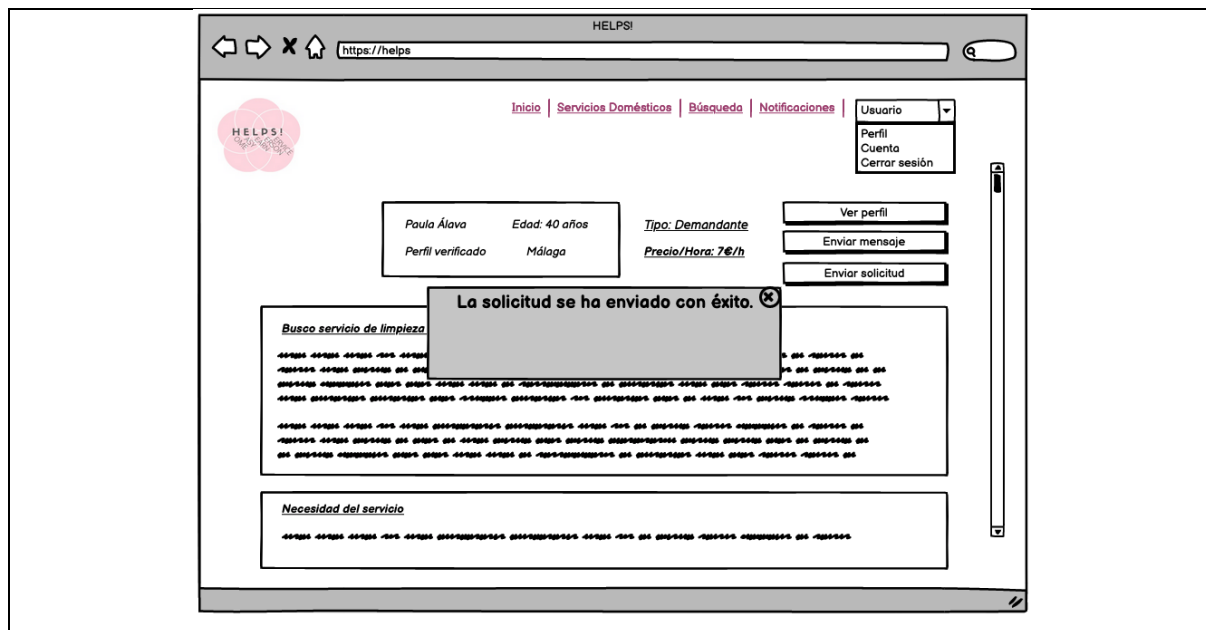 HELPS!
https://helps
HELPS!
Inicio | Servicios Domésticos | Búsqueda | Notificaciones |
Usuario
Perfil
Cuenta
Cerrar sesión
Paula Álava Edad: 40 años
Perfil verificado Málaga
Tipo: Demandante
Precio/Hora: 7€/h
Ver perfil
Enviar mensaje
Enviar solicitud
La solicitud se ha enviado con éxito.
Busco servicio de limpieza
Necesidad del servicio